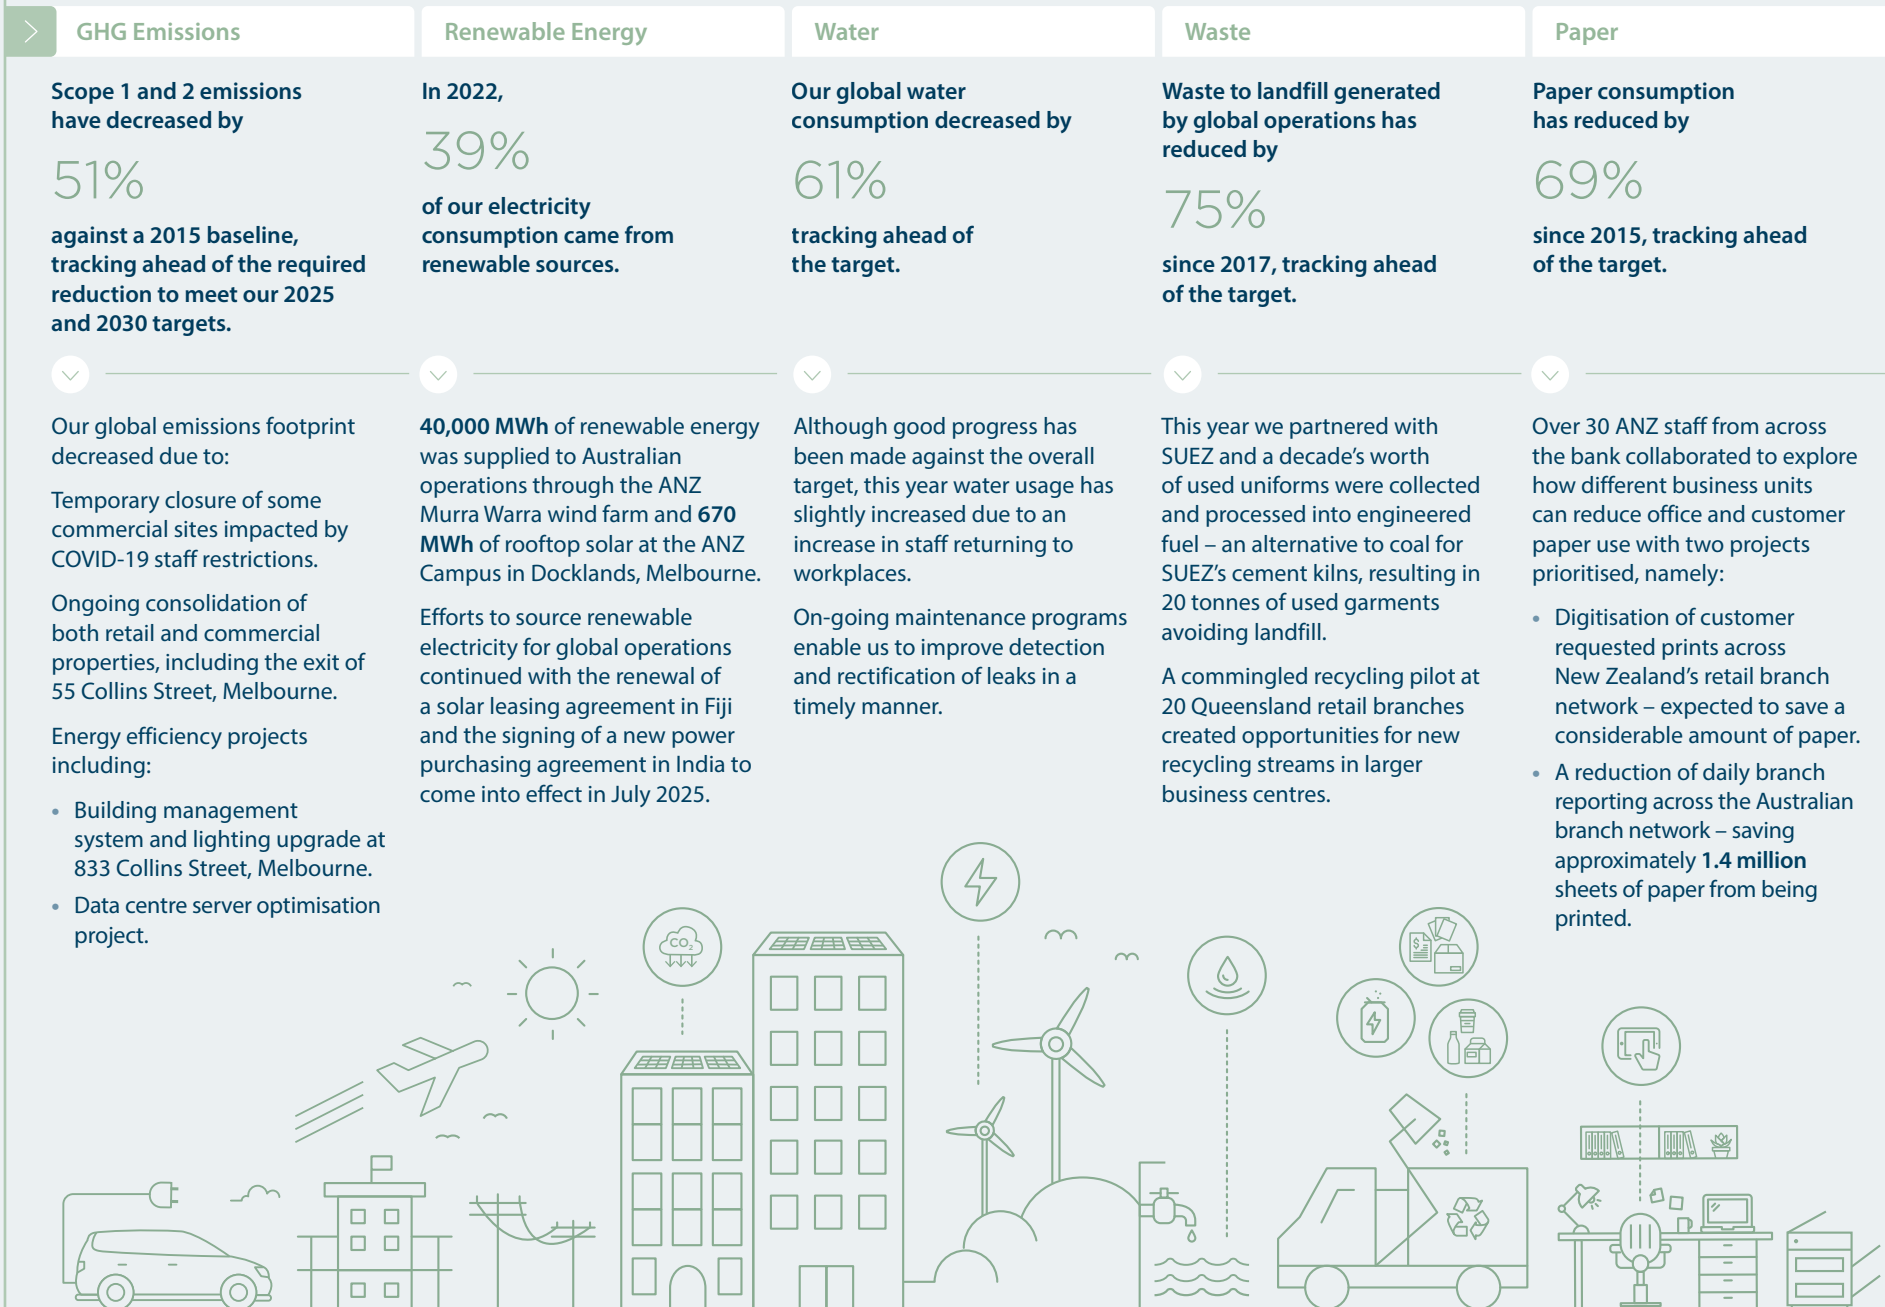 GHG Emissions
Scope 1 and 2 emissions
have decreased by
51%
against a 2015 baseline,
tracking ahead of the required
reduction to meet our 2025
and 2030 targets.
Our global emissions footprint
decreased due to:
Temporary closure of some
commercial sites impacted by
COVID-19 staff restrictions.
Ongoing consolidation of
both retail and commercial
properties, including the exit of
55 Collins Street, Melbourne.
Energy efficiency projects
including:
• Building management
system and lighting upgrade at
833 Collins Street, Melbourne.
• Data centre server optimisation
project.
Renewable Energy
In 2022,
39%
of our electricity
consumption came from
renewable sources.
40,000 MWh of renewable energy
was supplied to Australian
operations through the ANZ
Murra Warra wind farm and 670
MWh of rooftop solar at the ANZ
Campus in Docklands, Melbourne.
Efforts to source renewable
electricity for global operations
continued with the renewal of
a solar leasing agreement in Fiji
and the signing of a new power
purchasing agreement in India to
come into effect in July 2025.
Water
Our global water
consumption decreased by
61%
tracking ahead of
the target.
Although good progress has
been made against the overall
target, this year water usage has
slightly increased due to an
increase in staff returning to
workplaces.
On-going maintenance programs
enable us to improve detection
and rectification of leaks in a
timely manner.
Waste
Waste to landfill generated
by global operations has
reduced by
75%
since 2017, tracking ahead
of the target.
This year we partnered with
SUEZ and a decade's worth
of used uniforms were collected
and processed into engineered
fuel – an alternative to coal for
SUEZ's cement kilns, resulting in
20 tonnes of used garments
avoiding landfill.
A commingled recycling pilot at
20 Queensland retail branches
created opportunities for new
recycling streams in larger
business centres.
Paper
Paper consumption
has reduced by
69%
since 2015, tracking ahead
of the target.
Over 30 ANZ staff from across
the bank collaborated to explore
how different business units
can reduce office and customer
paper use with two projects
prioritised, namely:
• Digitisation of customer
requested prints across
New Zealand's retail branch
network – expected to save a
considerable amount of paper.
• A reduction of daily branch
reporting across the Australian
branch network – saving
approximately 1.4 million
sheets of paper from being
printed.
CO2
$